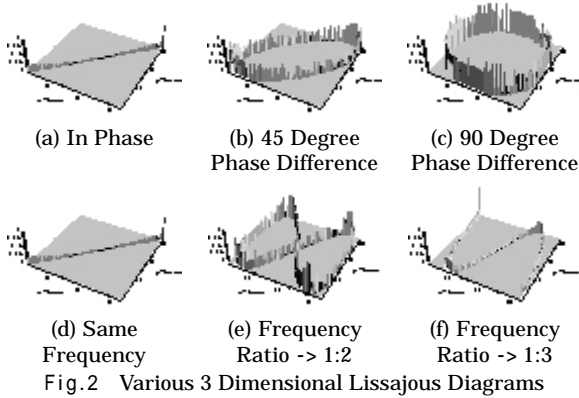 (a) In Phase
(b) 45 Degree
Phase Difference
(c) 90 Degree
Phase Difference
(d) Same
Frequency
(e) Frequency
Ratio -> 1:2
(f) Frequency
Ratio -> 1:3
Fig.2 Various 3 Dimensional Lissajous Diagrams